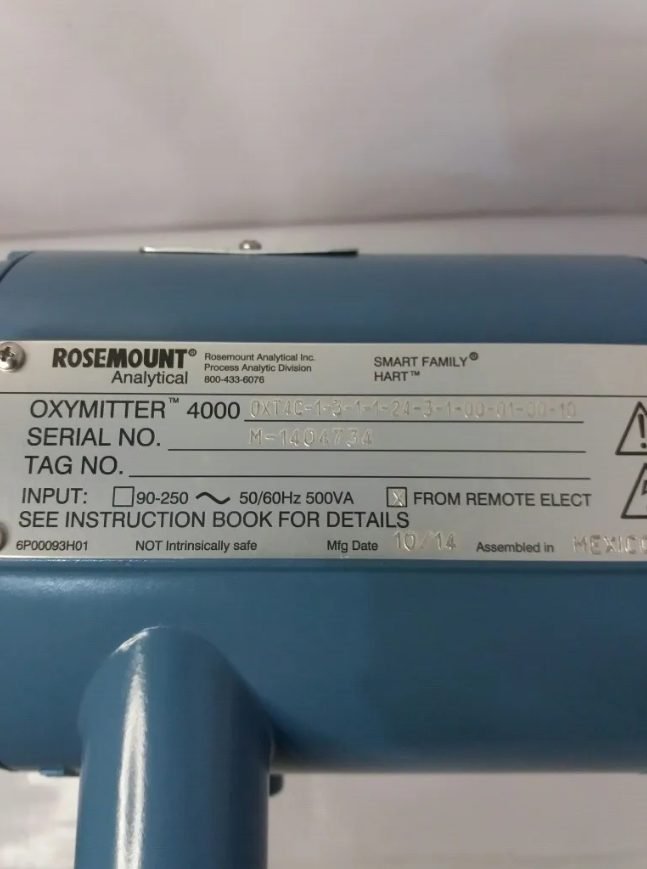 ROSEMOUNT® Rosemount Analytical Inc. SMART FAMILY®
Analytical Process Analytic Division HART™
800-433-6076
OXYMITTER™ 4000 OXT4C-1-3-1-1-24-3-1-00-01-00-10
SERIAL NO. M-140473A
TAG NO.
INPUT: 90-250 50/60Hz 500VA X FROM REMOTE ELECT
SEE INSTRUCTION BOOK FOR DETAILS
6P00093H01 NOT Intrinsically safe Mfg Date 10/14 Assembled in MEXICO